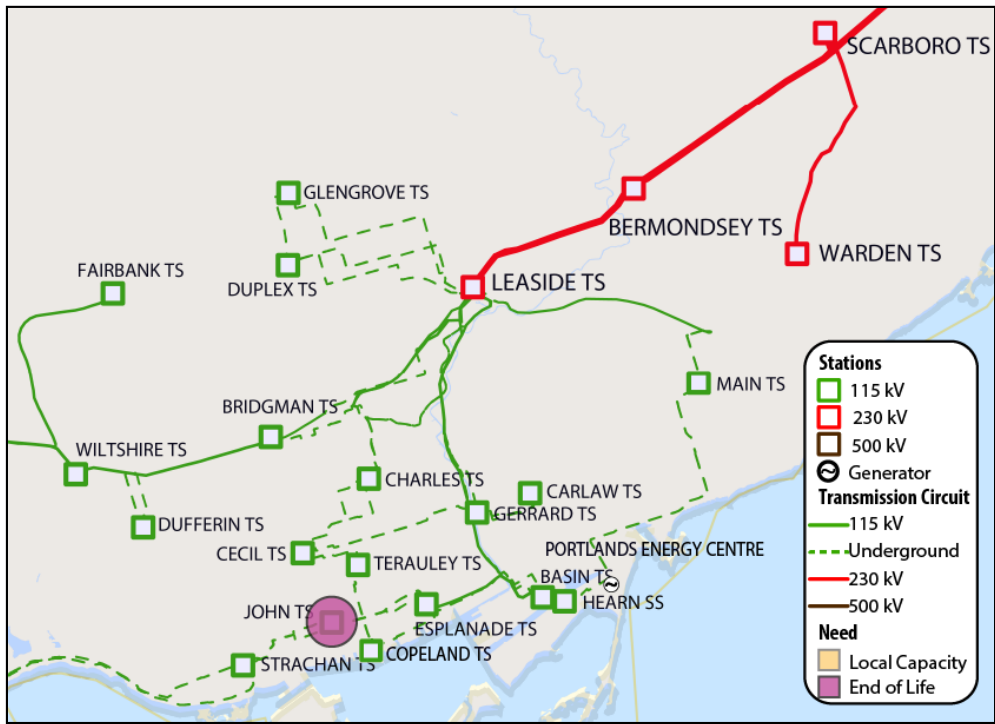 SCARBORO TS
GLENGROVE TS
BERMONDSEY TS
WARDEN TS
FAIRBANK TS
DUPLEX TS
LEASIDE TS
MAIN TS
BRIDGMAN TS
WILTSHIRE TS
CHARLES TS
CARLAW TS
GERRARD TS
DUFFERIN TS
CECIL TS
TERAULEY TS
PORTLANDS ENERGY CENTRE
BASIN TS
HEARN SS
JOHN TS
ESPLANADE TS
COPELAND TS
STRACHAN TS
Stations
115 kV
230 kV
500 kV
Generator
Transmission Circuit
115 kV
Underground
230 kV
500 kV
Need
Local Capacity
End of Life